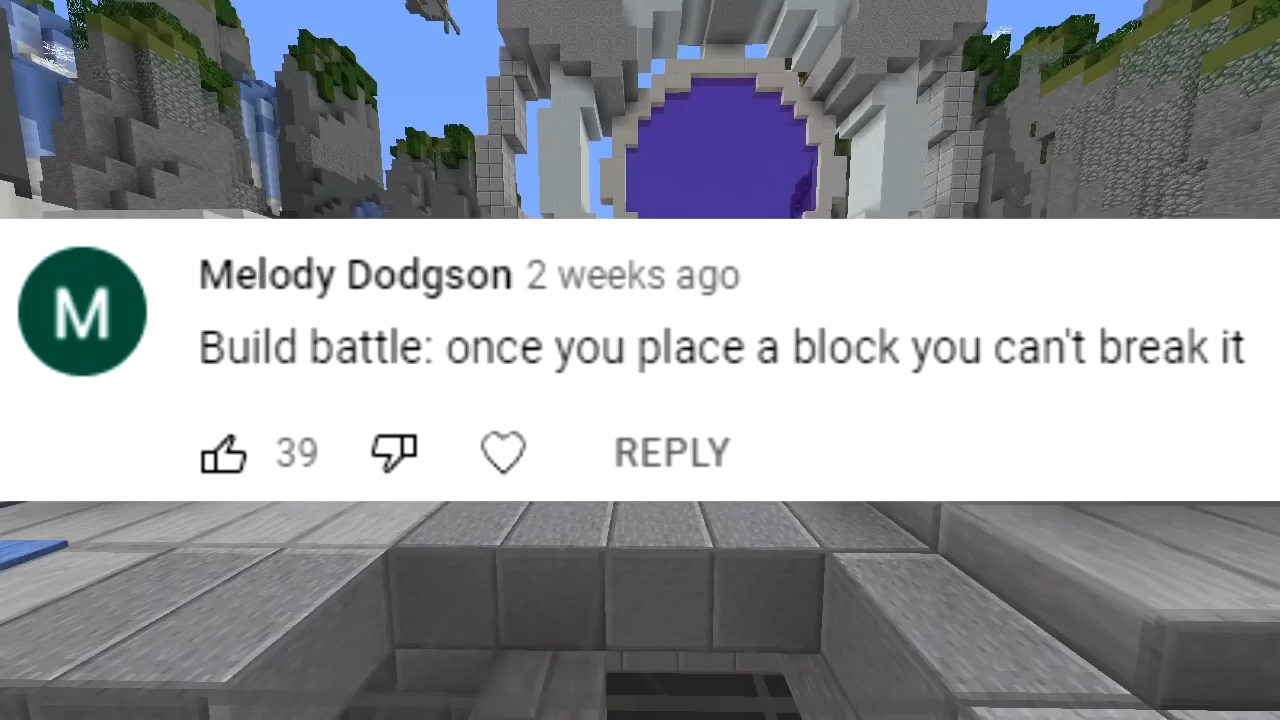 M
Melody Dodgson 2 weeks ago
Build battle: once you place a block you can't break it
39 REPLY